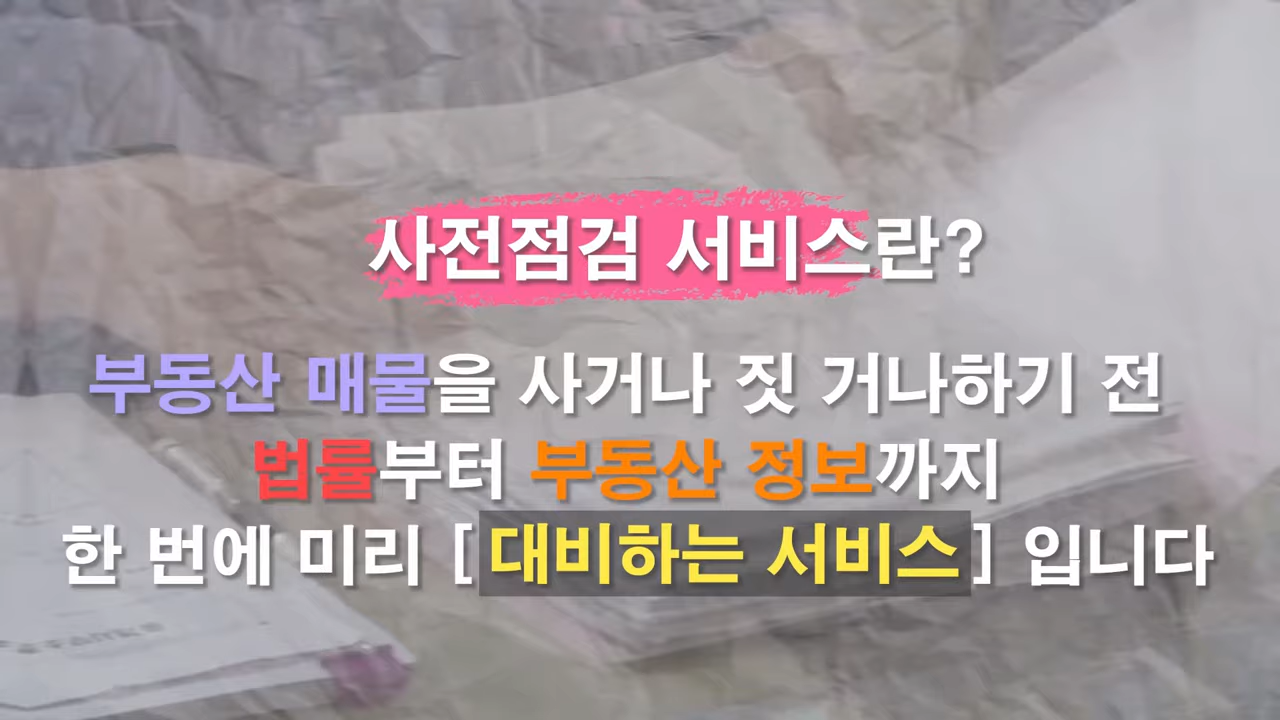 사전점검 서비스란?
부동산 매물을 사거나 짓 거나하기 전
법률부터 부동산 정보까지
한 번에 미리 [대비하는 서비스] 입니다